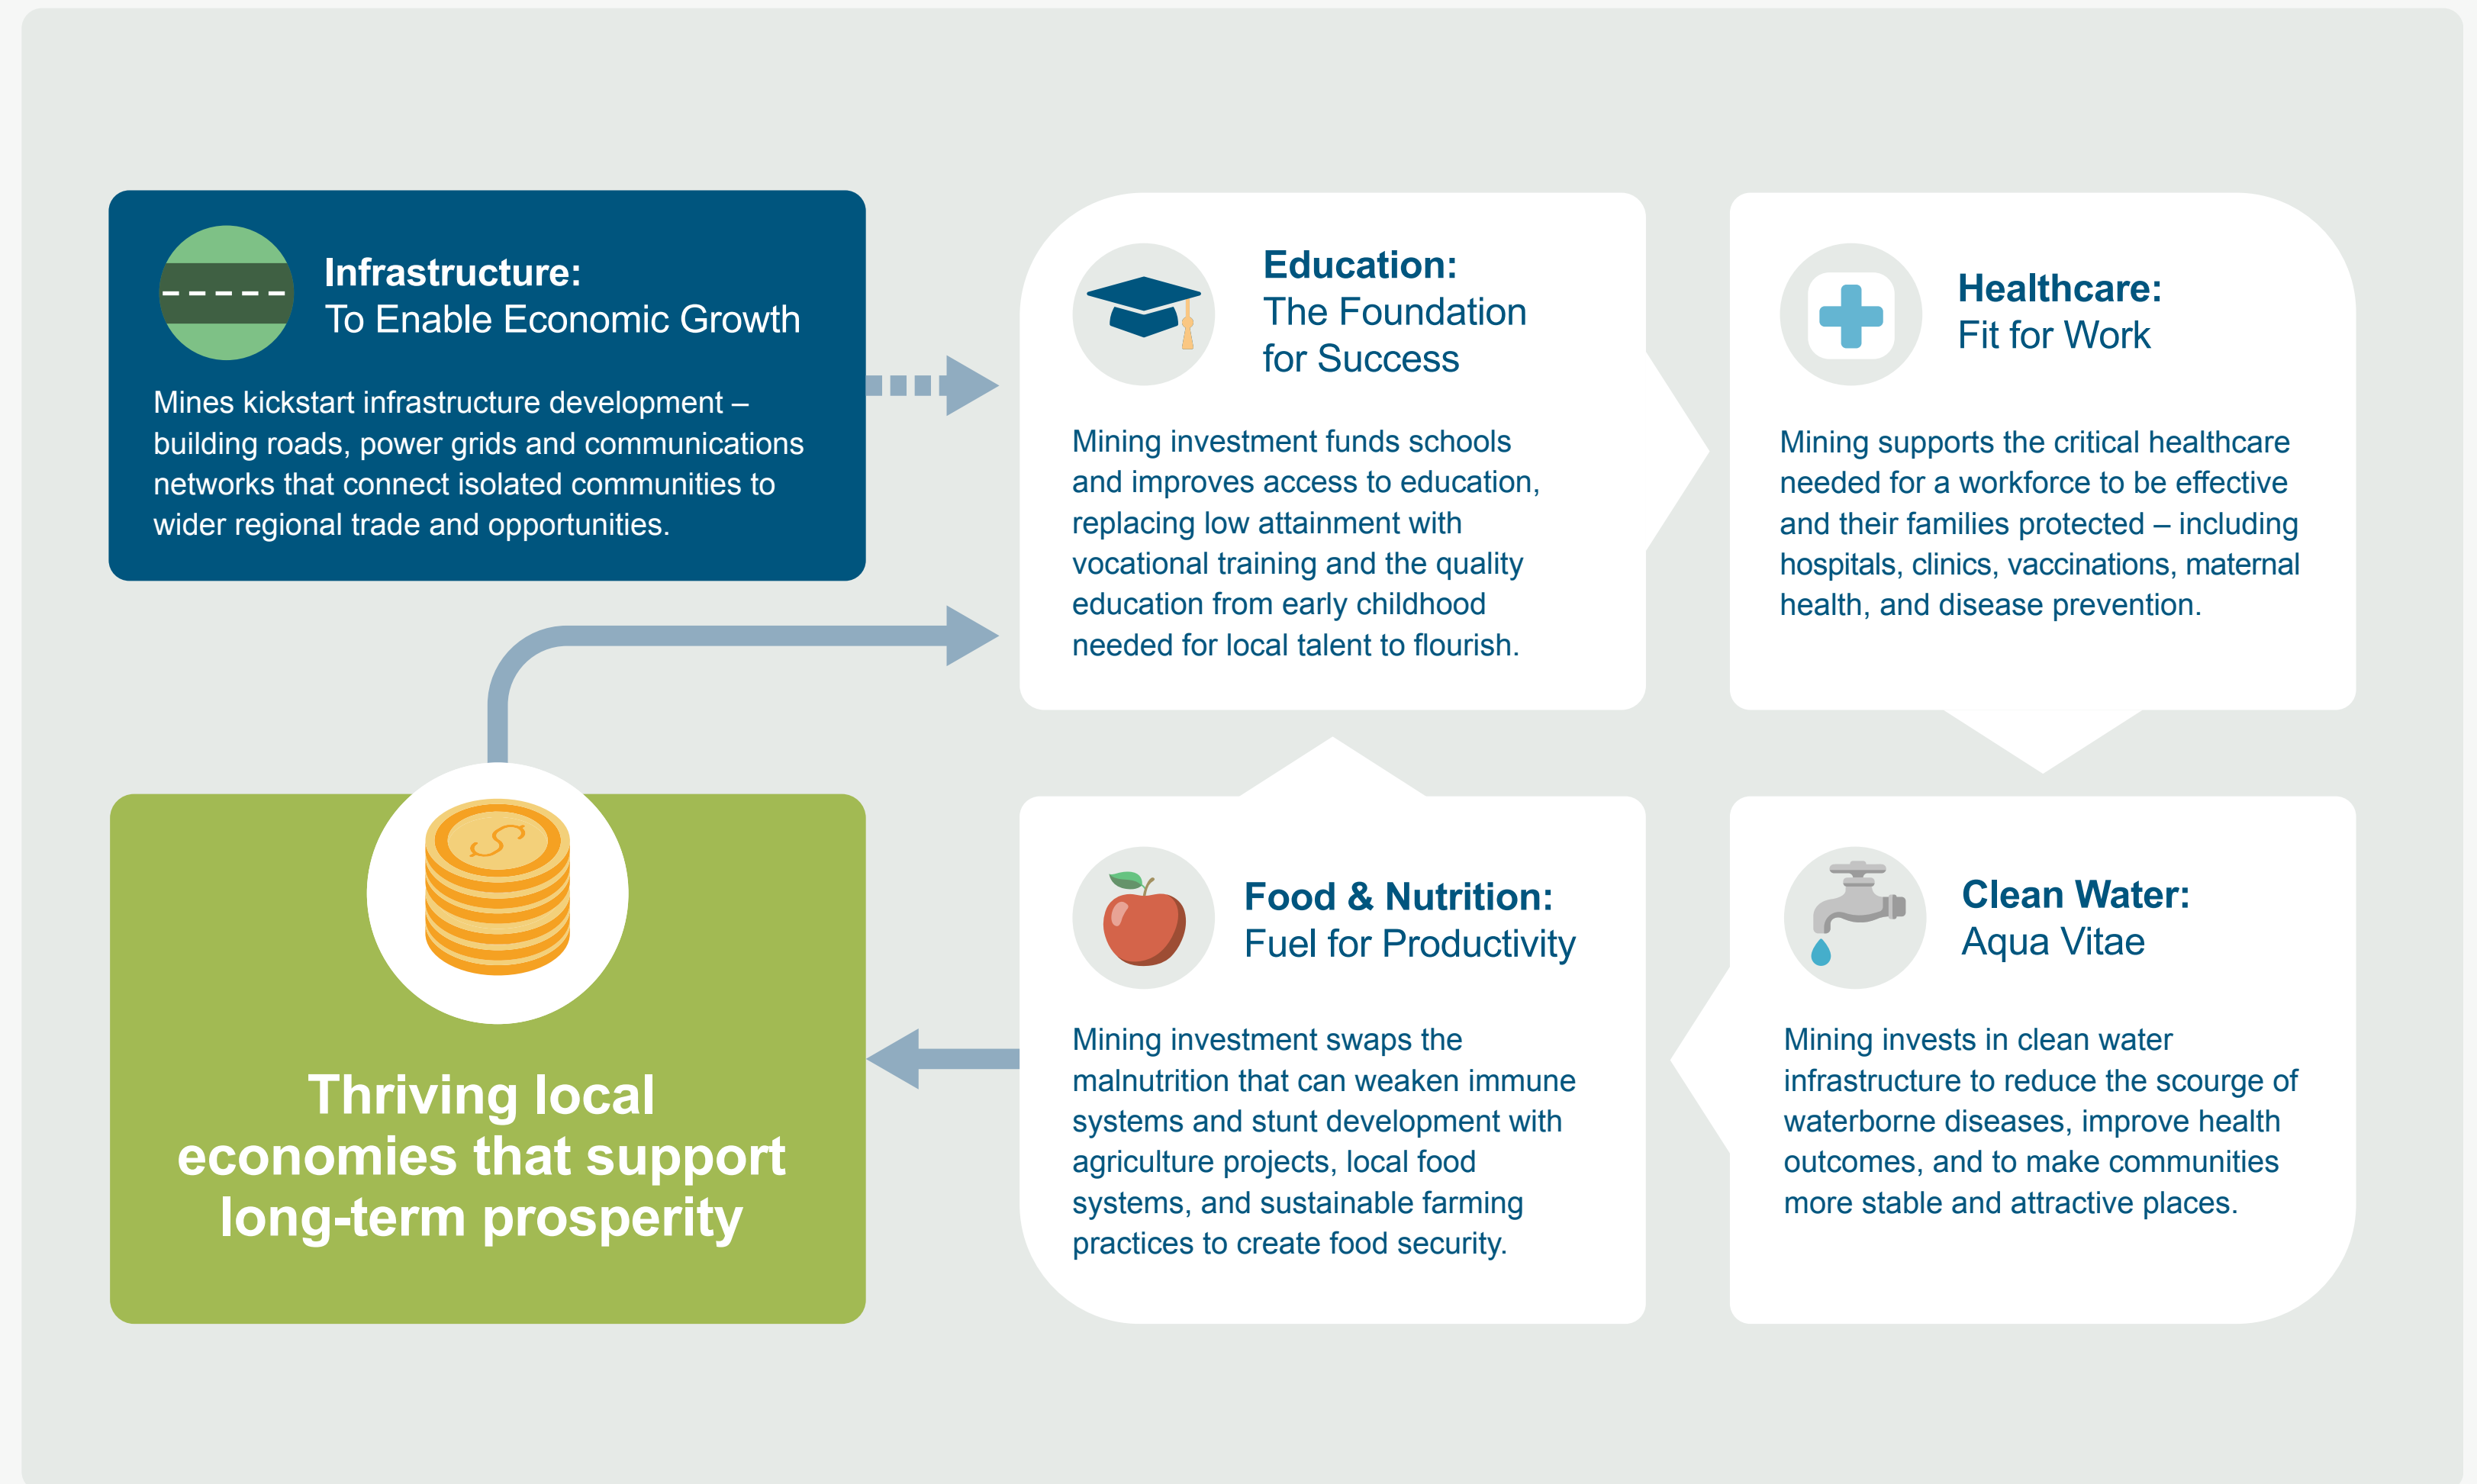 Infrastructure:
To Enable Economic Growth
Mines kickstart infrastructure development –
building roads, power grids and communications
networks that connect isolated communities to
wider regional trade and opportunities.
Education:
The Foundation
for Success
Mining investment funds schools
and improves access to education,
replacing low attainment with
vocational training and the quality
education from early childhood
needed for local talent to flourish.
Healthcare:
Fit for Work
Mining supports the critical healthcare
needed for a workforce to be effective
and their families protected – including
hospitals, clinics, vaccinations, maternal
health, and disease prevention.
Thriving local
economies that support
long-term prosperity
Food & Nutrition:
Fuel for Productivity
Mining investment swaps the
malnutrition that can weaken immune
systems and stunt development with
agriculture projects, local food
systems, and sustainable farming
practices to create food security.
Clean Water:
Aqua Vitae
Mining invests in clean water
infrastructure to reduce the scourge of
waterborne diseases, improve health
outcomes, and to make communities
more stable and attractive places.